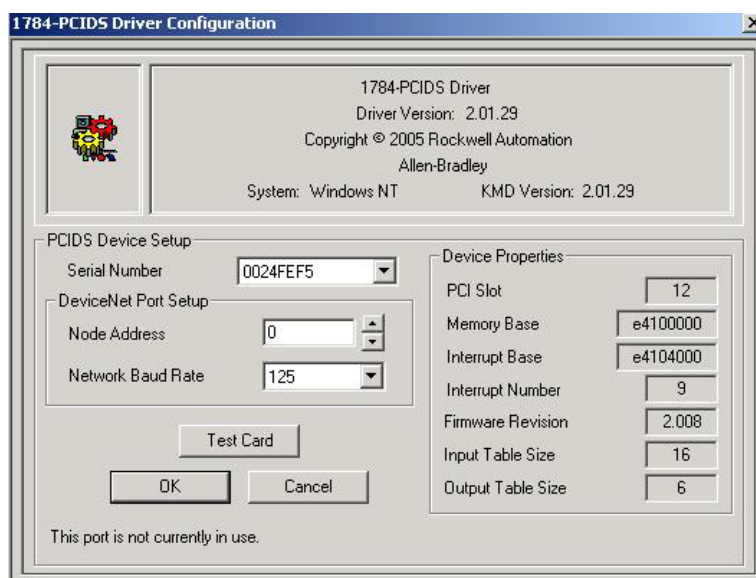 1784-PCIDS Driver Configuration
1784-PCIDS Driver
Driver Version: 2.01.29
Copyright © 2005 Rockwell Automation
Allen-Bradley
System: Windows NT KMD Version: 2.01.29
PCIDS Device Setup
Serial Number 0024FEF5
DeviceNet Port Setup
Node Address 0
Network Baud Rate 125
Test Card
OK Cancel
This port is not currently in use.
Device Properties
PCI Slot 12
Memory Base e4100000
Interrupt Base e4104000
Interrupt Number 9
Firmware Revision 2.008
Input Table Size 16
Output Table Size 6